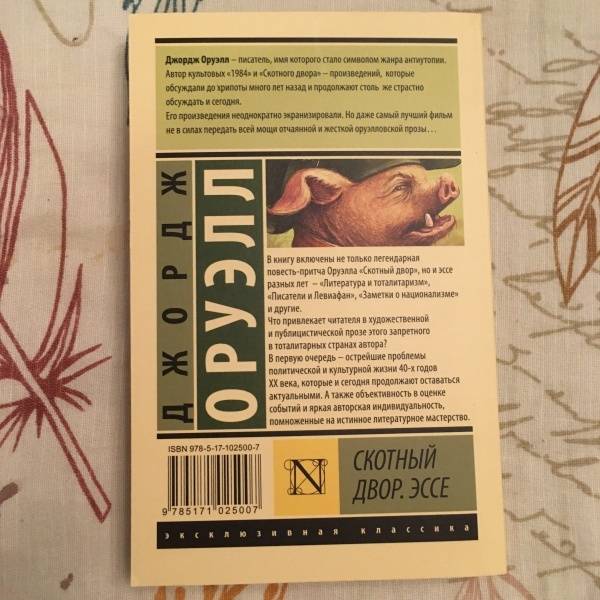 Джордж Оруэлл – писатель, имя которого стало символом жанра антиутопии.
Автор культовых «1984» и «Скотного двора» – произведений, которые
обсуждали до хрипоты много лет назад и продолжают столь же страстно
обсуждать и сегодня.
Его произведения неоднократно экранизировали. Но даже самый лучший фильм
не в силах передать всей мощи отчаянной и жесткой оруэлловской прозы…
ДЖОРДЖ
ОРУЭЛЛ
В книгу включены не только легендарная
повесть-притча Оруэлла «Скотный двор», но и эссе
разных лет – «Литература и тоталитаризм»,
«Писатели и Левиафан», «Заметки о национализме»
и другие.
Что привлекает читателя в художественной
и публицистической прозе этого запретного
в тоталитарных странах автора?
В первую очередь – острейшие проблемы
политической и культурной жизни 40-х годов
XX века, которые и сегодня продолжают оставаться
актуальными. А также объективность в оценке
событий и яркая авторская индивидуальность,
помноженные на истинное литературное мастерство.
ISBN 978-5-17-102500-7
9 785171 025007
N
СКОТНЫЙ
ДВОР. ЭССЕ
эксклюзивная классика